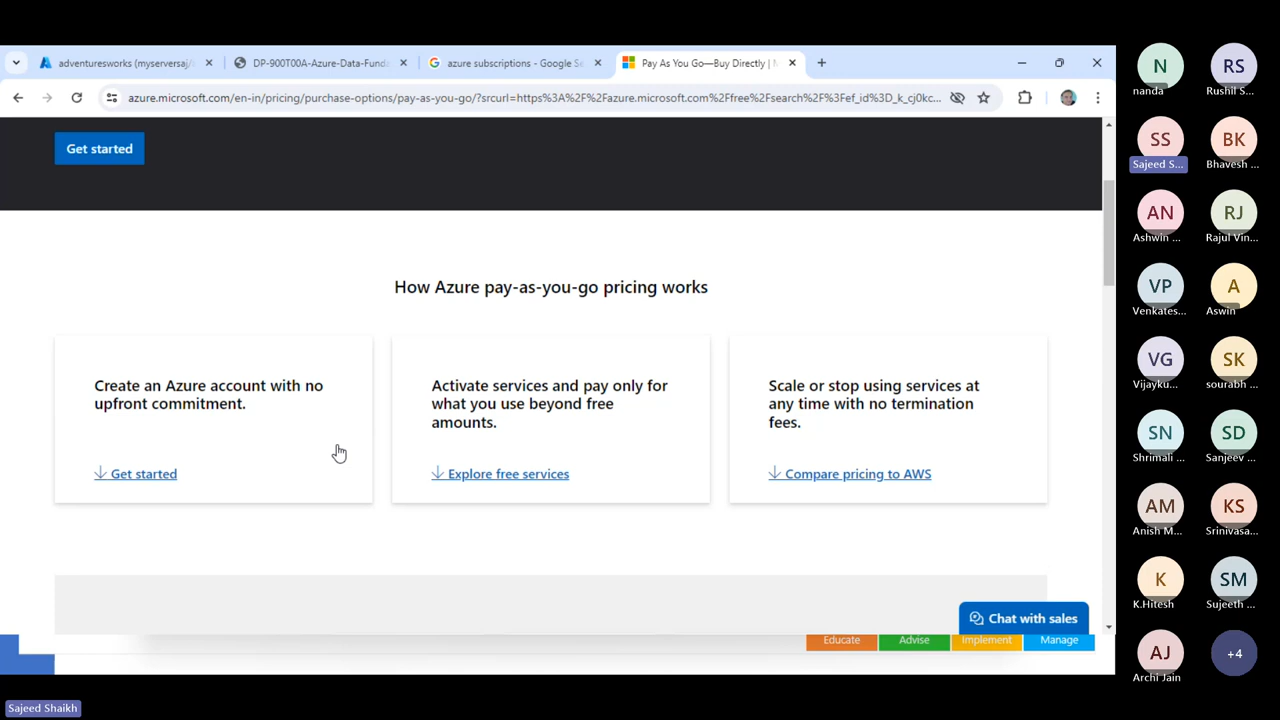 adventuresworks (myserversaj/
DP-900T00A-Azure-Data-Funda
azure subscriptions - Google Se
Pay As You Go—Buy Directly | M
azure.microsoft.com/en-in/pricing/purchase-options/pay-as-you-go/?srcurl=https%3A%2F%2Fazure.microsoft.com%2Ffree%2Fsearch%2F%3Fef_id%3D_k_cj0kc...
Get started
How Azure pay-as-you-go pricing works
Create an Azure account with no
upfront commitment.
Get started
Activate services and pay only for
what you use beyond free
amounts.
Explore free services
Scale or stop using services at
any time with no termination
fees.
Compare pricing to AWS
Chat with sales
Educate
Advise
Implement
Manage
N
nanda
RS
Rushil S...
SS
Sajeed S...
BK
Bhavesh ...
AN
Ashwin ...
RJ
Rajul Vin...
VP
Venkates...
A
Aswin
VG
Vijayku...
SK
sourabh ...
SN
Shrimali ...
SD
Sanjeev ...
AM
Anish M...
KS
Srinivasa...
K
K.Hitesh
SM
Sujeeth ...
AJ
Archi Jain
+4
Sajeed Shaikh